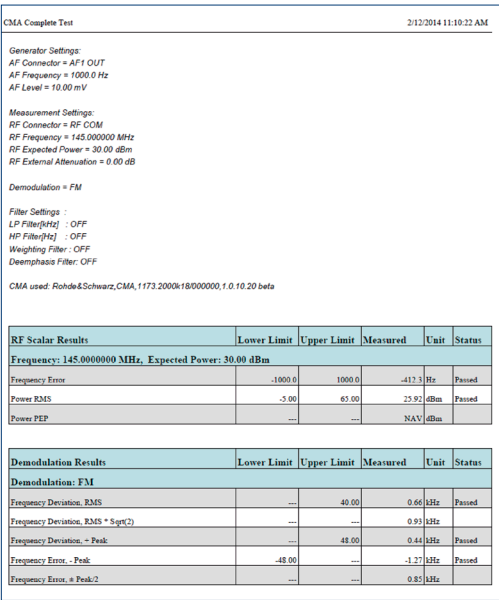 CMA Complete Test 2/12/2014 11:10:22 AM
Generator Settings:
AF Connector = AF1 OUT
AF Frequency = 1000.0 Hz
AF Level = 10.00 mV
Measurement Settings:
RF Connector = RF COM
RF Frequency = 145.000000 MHz
RF Expected Power = 30.00 dBm
RF External Attenuation = 0.00 dB
Demodulation = FM
Filter Settings :
LP Filter[kHz] : OFF
HP Filter[Hz] : OFF
Weighting Filter : OFF
Deemphasis Filter: OFF
CMA used: Rohde&Schwarz,CMA,1173.2000k18/000000,1.0.10.20 beta
RF Scalar Results Lower Limit Upper Limit Measured Unit Status
Frequency: 145.0000000 MHz, Expected Power: 30.00 dBm
Frequency Error -1000.0 1000.0 -412.3 Hz Passed
Power RMS -5.00 65.00 25.92 dBm Passed
Power PEP --- --- NAV dBm
Demodulation Results Lower Limit Upper Limit Measured Unit Status
Demodulation: FM
Frequency Deviation, RMS --- 40.00 0.66 kHz Passed
Frequency Deviation, RMS * Sqrt(2) --- --- 0.93 kHz
Frequency Deviation, + Peak --- 48.00 0.44 kHz Passed
Frequency Error, - Peak -48.00 --- -1.27 kHz Passed
Frequency Error, ± Peak/2 --- --- 0.85 kHz